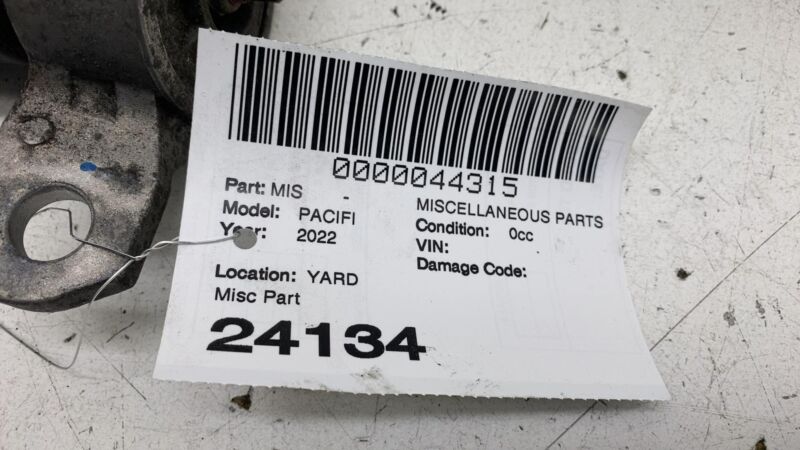 0000044315
Part: MIS - MISCELLANEOUS PARTS
Model: PACIFI Condition: 0cc
Year: 2022 VIN:
Damage Code:
Location: YARD
Misc Part
24134